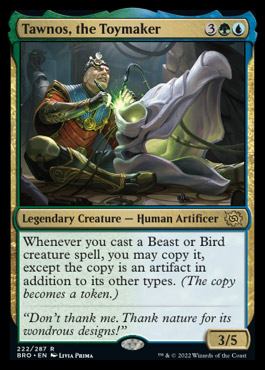 Tawnos, the Toymaker 3
Legendary Creature — Human Artificer
Whenever you cast a Beast or Bird
creature spell, you may copy it,
except the copy is an artifact in
addition to its other types. (The copy
becomes a token.)
“Don’t thank me. Thank nature for its
wondrous designs!”
3/5
222/287 R
BRO • EN LIVIA PRIMA
™ & © 2022 Wizards of the Coast